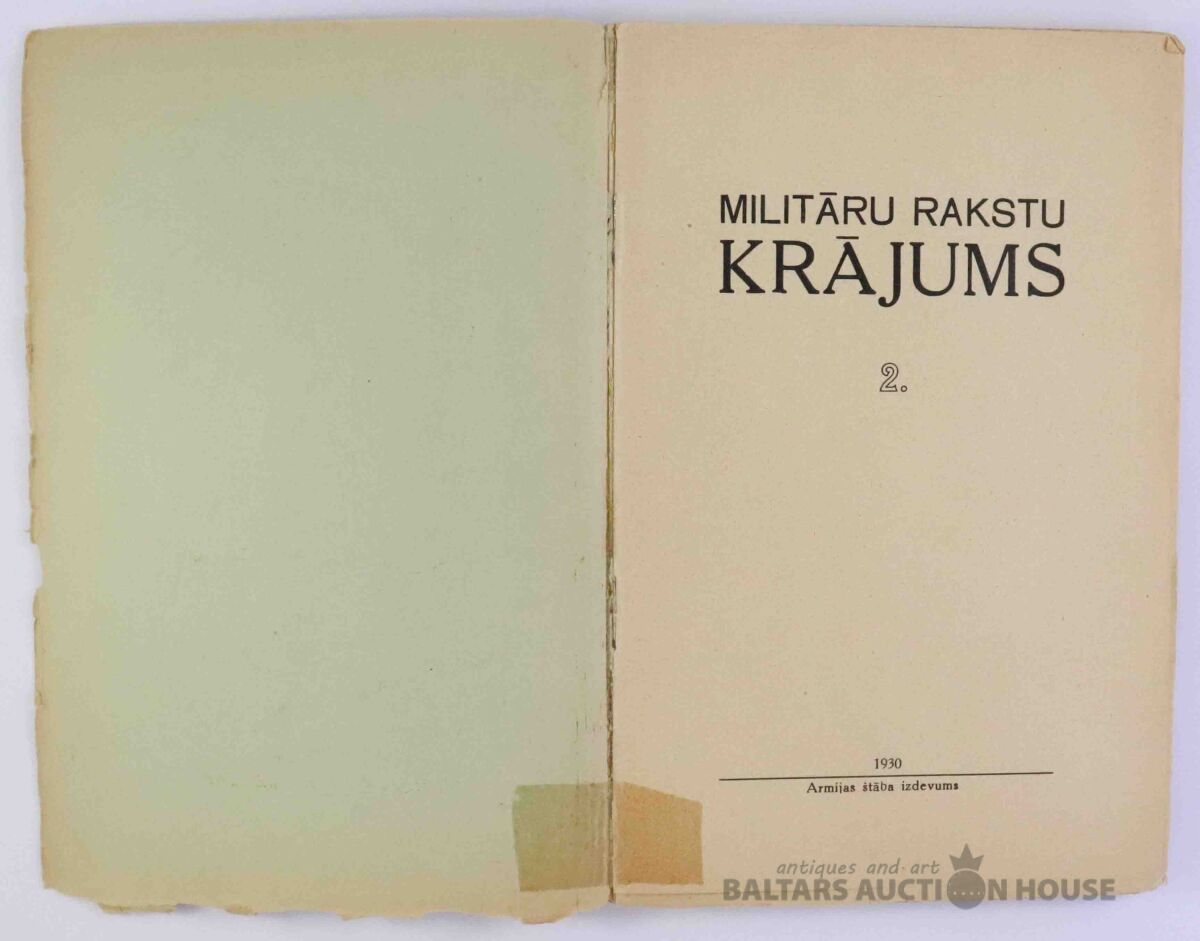 MILITĀRU RAKSTU
KRĀJUMS
2.
1930
Armijas štāba izdevums
antiques and art
BALTARS AUCTION HOUSE